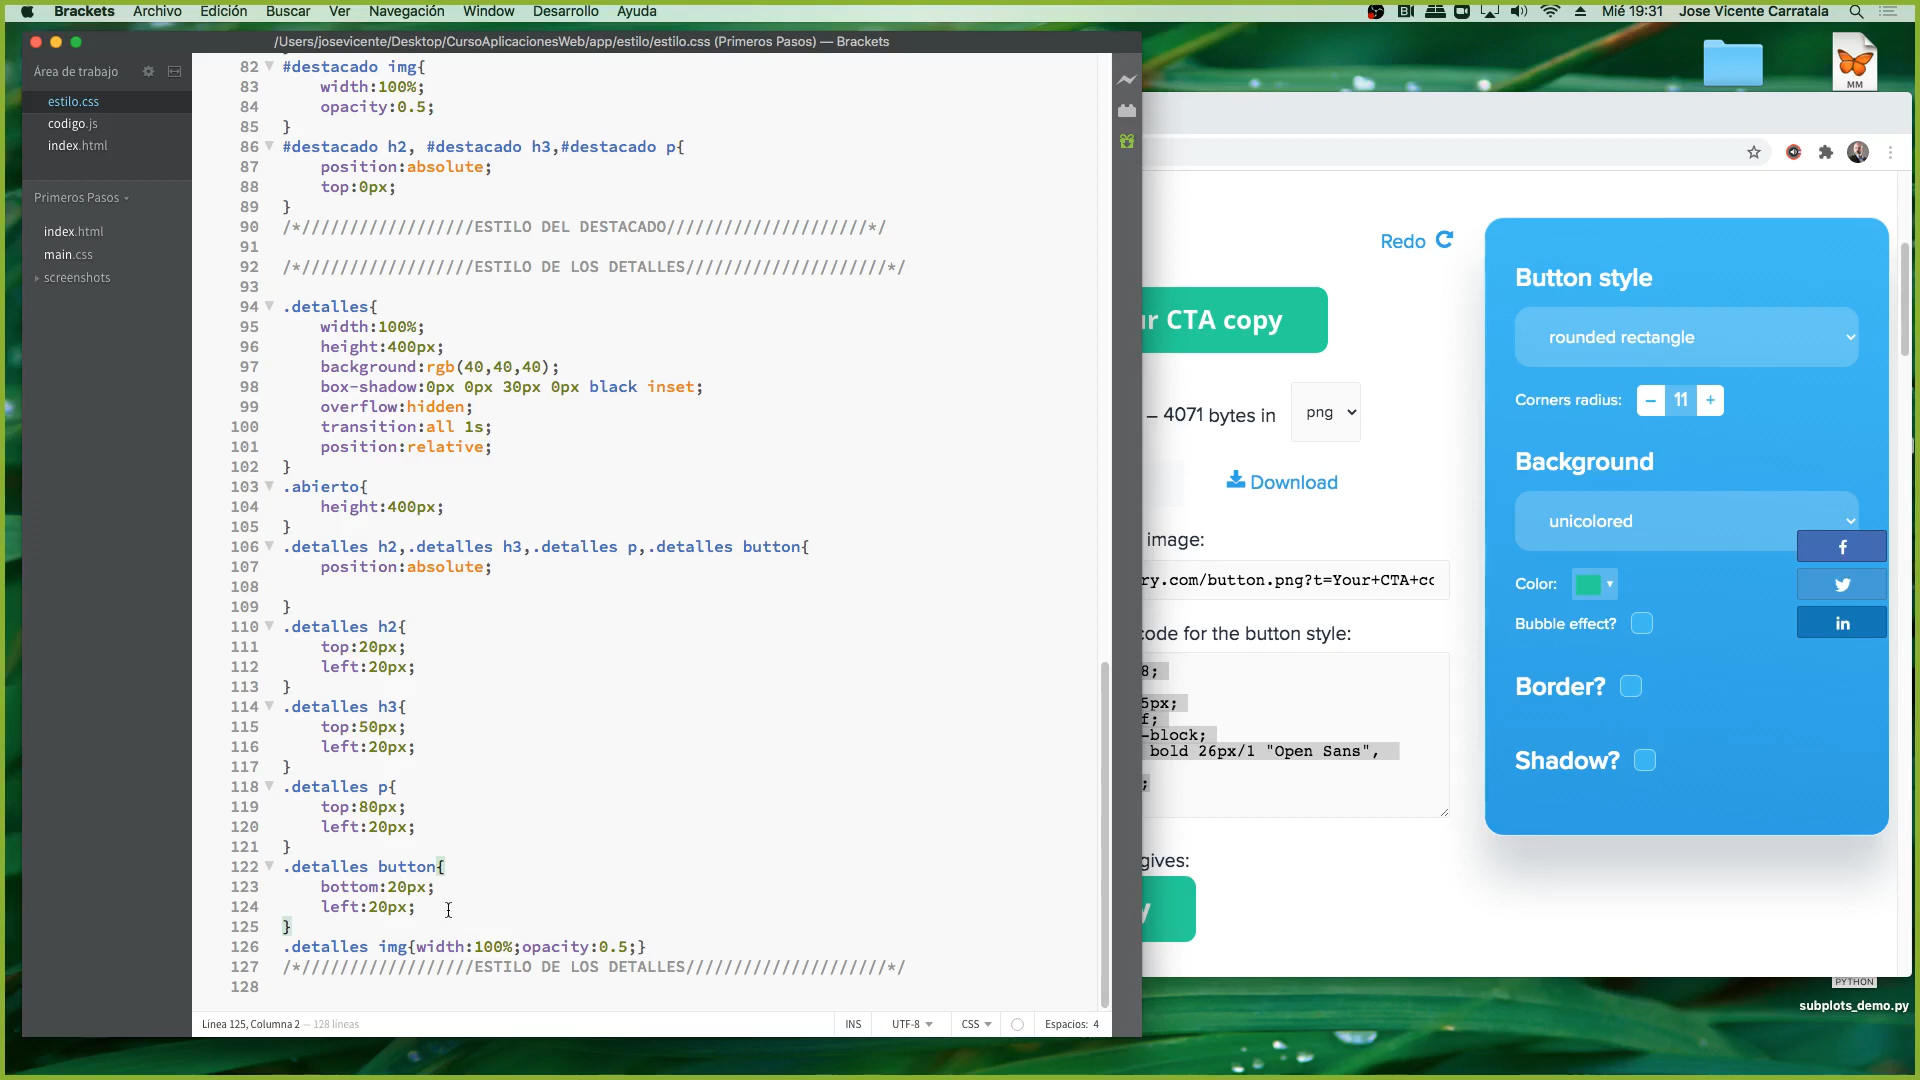 Brackets Archivo Edición Buscar Ver Navegación Window Desarrollo Ayuda
Mié 19:31 Jose Vicente Carratala
/Users/josevicente/Desktop/CursoAplicacionesWeb/app/estilo/estilo.css (Primeros Pasos) — Brackets
Área de trabajo
estilo.css
codigo.js
index.html
Primeros Pasos
index.html
main.css
screenshots
82 #destacado img{
83 width:100%;
84 opacity:0.5;
85 }
86 #destacado h2, #destacado h3,#destacado p{
87 position:absolute;
88 top:0px;
89 }
90 /*//////////////////ESTILO DEL DESTACADO/////////////////////*/
91
92 /*//////////////////ESTILO DE LOS DETALLES/////////////////////*/
93
94 .detalles{
95 width:100%;
96 height:400px;
97 background:rgb(40,40,40);
98 box-shadow:0px 0px 30px 0px black inset;
99 overflow:hidden;
100 transition:all 1s;
101 position:relative;
102 }
103 .abierto{
104 height:400px;
105 }
106 .detalles h2,.detalles h3,.detalles p,.detalles button{
107 position:absolute;
108
109 }
110 .detalles h2{
111 top:20px;
112 left:20px;
113 }
114 .detalles h3{
115 top:50px;
116 left:20px;
117 }
118 .detalles p{
119 top:80px;
120 left:20px;
121 }
122 .detalles button{
123 bottom:20px;
124 left:20px;
125 }
126 .detalles img{width:100%;opacity:0.5;}
127 /*//////////////////ESTILO DE LOS DETALLES/////////////////////*/
128
Línea 125, Columna 2 — 128 líneas
INS UTF-8 CSS Espacios: 4
MM
Redo
ur CTA copy
– 4071 bytes in png
Download
image:
ry.com/button.png?t=Your+CTA+cc
code for the button style:
8;
5px;
f;
-block;
bold 26px/1 "Open Sans",
;
gives:
y
Button style
rounded rectangle
Corners radius: – 11 +
Background
unicolored
Color:
Bubble effect?
Border?
Shadow?
f
in
PYTHON
subplots_demo.py